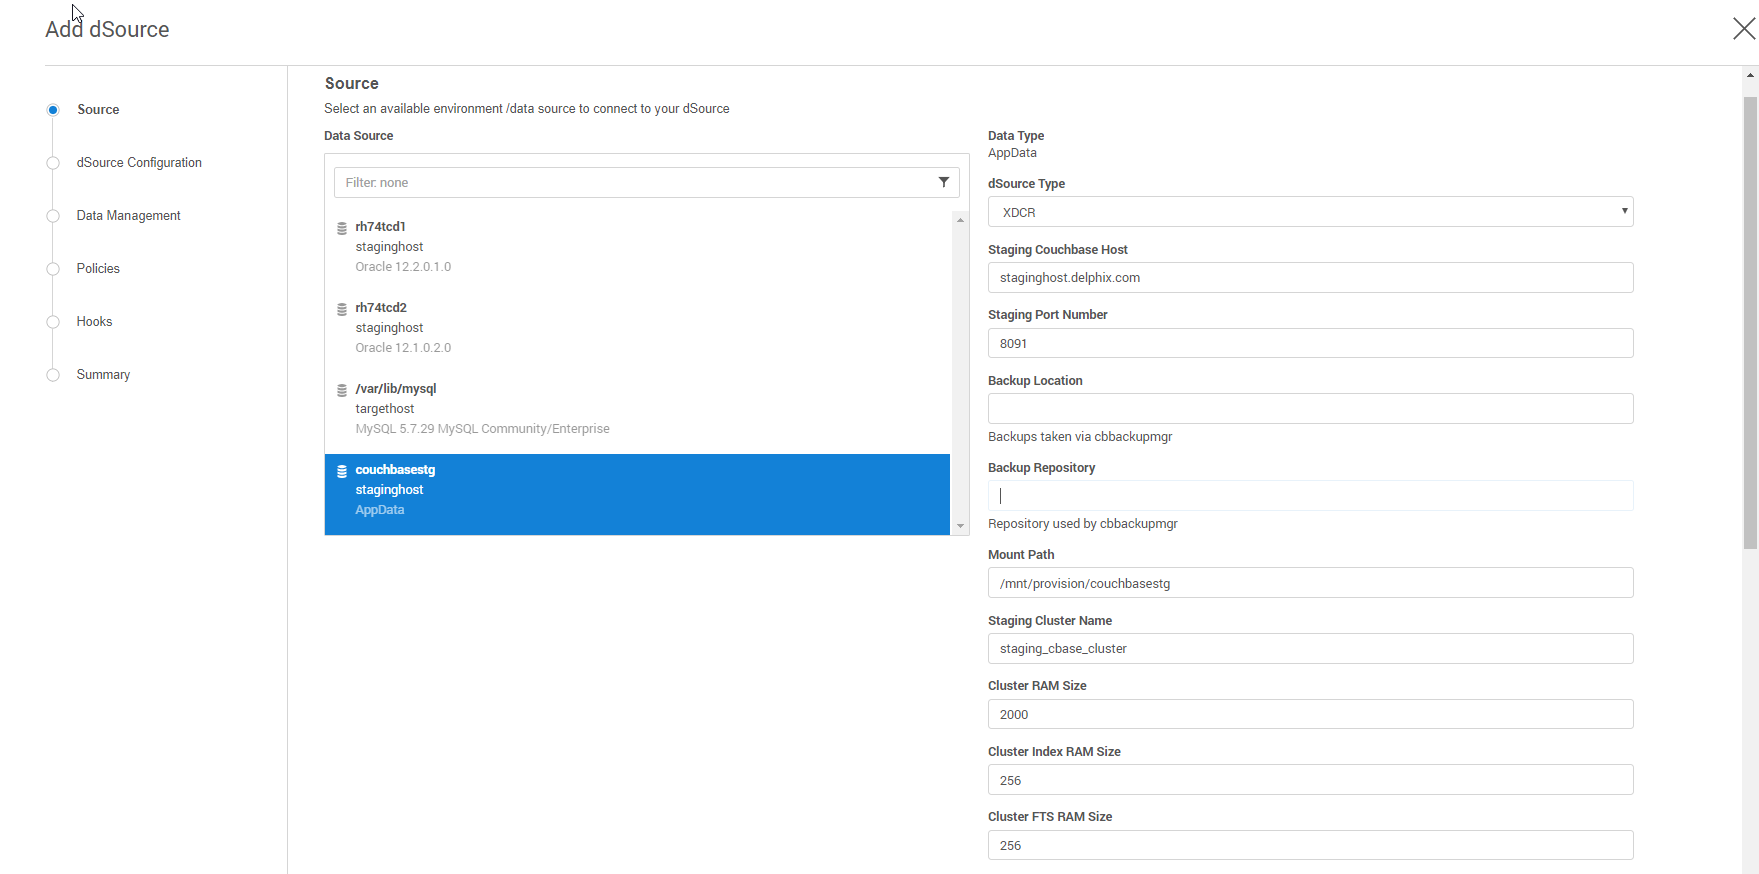 Add dSource
Source
dSource Configuration
Data Management
Policies
Hooks
Summary
Source
Select an available environment /data source to connect to your dSource
Data Source
Filter: none
rh74tcd1
staginghost
Oracle 12.2.0.1.0
rh74tcd2
staginghost
Oracle 12.1.0.2.0
/var/lib/mysql
targethost
MySQL 5.7.29 MySQL Community/Enterprise
couchbasestg
staginghost
AppData
Data Type
AppData
dSource Type
XDCR
Staging Couchbase Host
staginghost.delphix.com
Staging Port Number
8091
Backup Location
Backups taken via cbbackupmgr
Backup Repository
Repository used by cbbackupmgr
Mount Path
/mnt/provision/couchbasestg
Staging Cluster Name
staging_cbase_cluster
Cluster RAM Size
2000
Cluster Index RAM Size
256
Cluster FTS RAM Size
256